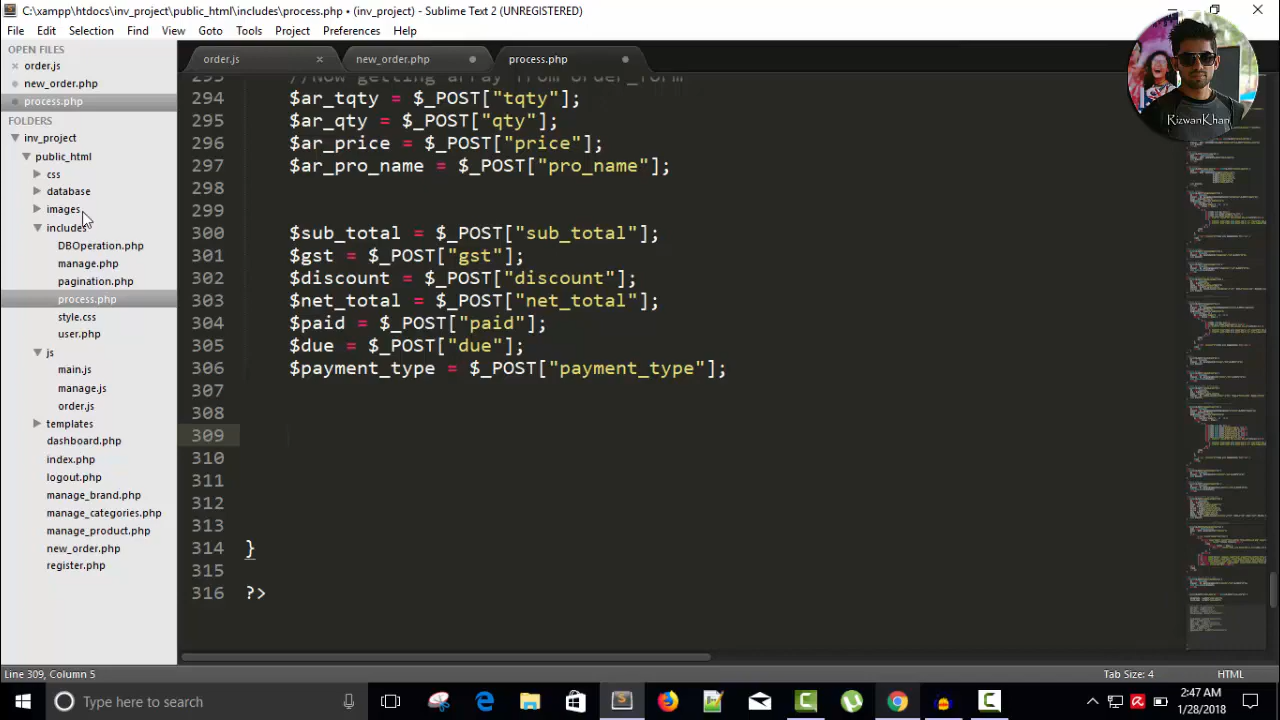 C:\xampp\htdocs\inv_project\public_html\includes\process.php • (inv_project) - Sublime Text 2 (UNREGISTERED)
File Edit Selection Find View Goto Tools Project Preferences Help
OPEN FILES
order.js
new_order.php
process.php
FOLDERS
inv_project
public_html
css
database
images
includes
DBOperation.php
manage.php
pagination.php
process.php
style.css
user.php
js
main.js
manage.js
order.js
templates
dashboard.php
index.php
logout.php
manage_brand.php
manage_categories.php
manage_product.php
new_order.php
register.php
order.js new_order.php process.php
293 //Now getting array from order_form
294 $ar_tqty = $_POST["tqty"];
295 $ar_qty = $_POST["qty"];
296 $ar_price = $_POST["price"];
297 $ar_pro_name = $_POST["pro_name"];
298
299
300 $sub_total = $_POST["sub_total"];
301 $gst = $_POST["gst"];
302 $discount = $_POST["discount"];
303 $net_total = $_POST["net_total"];
304 $paid = $_POST["paid"];
305 $due = $_POST["due"];
306 $payment_type = $_POST["payment_type"];
307
308
309
310
311
312
313
314 }
315
316 ?>
RizwanKhan
Line 309, Column 5 Tab Size: 4 HTML
Type here to search
2:47 AM
1/28/2018